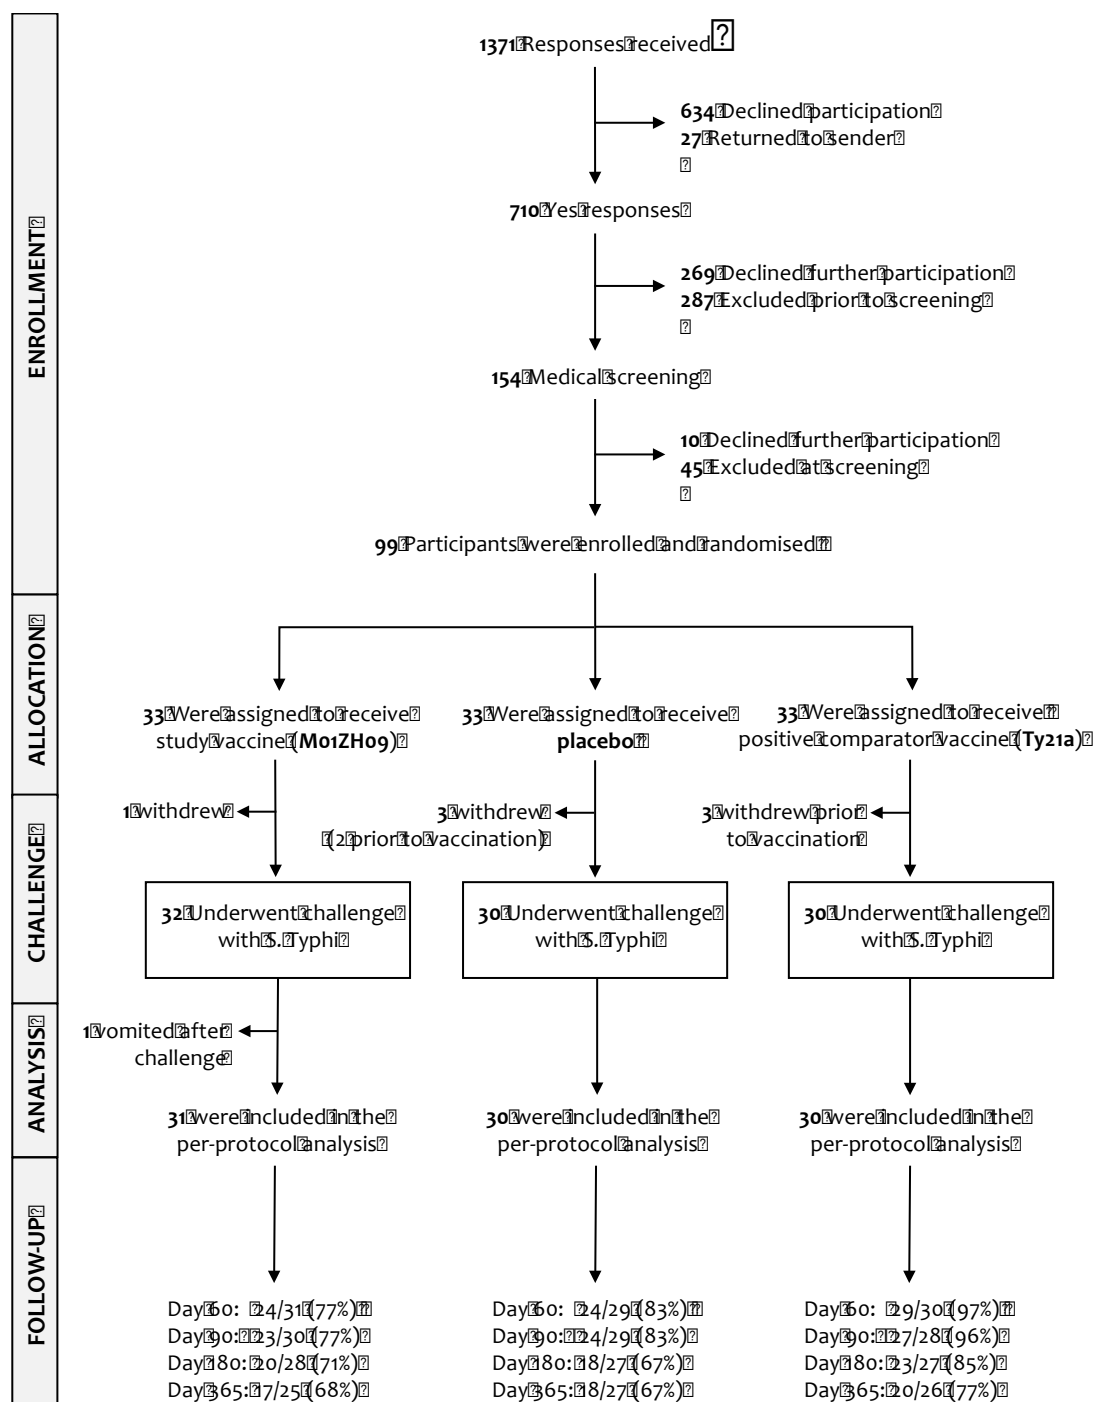 1371 Responses received
634 Declined participation
27 Returned to sender
710 Yes responses
269 Declined further participation
287 Excluded prior to screening
154 Medical screening
10 Declined further participation
45 Excluded at screening
99 Participants were enrolled and randomised
ENROLLMENT
33 Were assigned to receive
study vaccine (M01ZH09)
33 Were assigned to receive
placebo
33 Were assigned to receive
positive comparator vaccine (Ty21a)
ALLOCATION
1 withdrew
3 withdrew
(2 prior to vaccination)
3 withdrew prior
to vaccination
32 Underwent challenge
with S. Typhi
30 Underwent challenge
with S. Typhi
30 Underwent challenge
with S. Typhi
CHALLENGE
1 vomited after
challenge
31 were included in the
per-protocol analysis
30 were included in the
per-protocol analysis
30 were included in the
per-protocol analysis
ANALYSIS
Day 60: 24/31 (77%)
Day 90: 23/30 (77%)
Day 180: 20/28 (71%)
Day 365: 17/25 (68%)
Day 60: 24/29 (83%)
Day 90: 24/29 (83%)
Day 180: 18/27 (67%)
Day 365: 18/27 (67%)
Day 60: 29/30 (97%)
Day 90: 27/28 (96%)
Day 180: 23/27 (85%)
Day 365: 20/26 (77%)
FOLLOW-UP